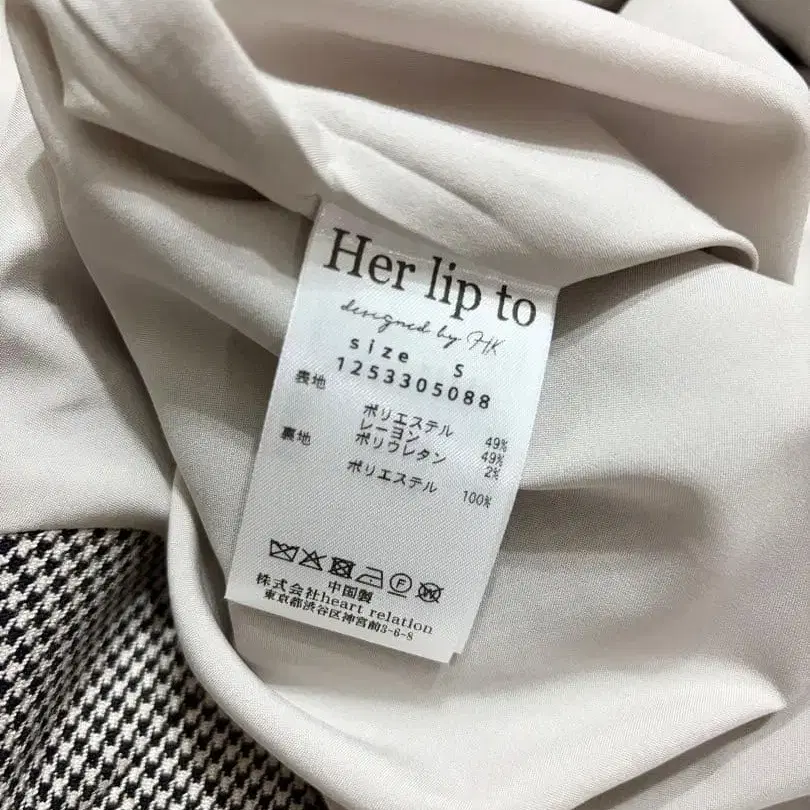 Her lip to
designed by HK
size S
1253305088
表地
ポリエステル 49%
レーヨン 49%
ポリウレタン 2%
裏地
ポリエステル 100%
F W
中国製
株式会社heart relation
東京都渋谷区神宮前3-6-8